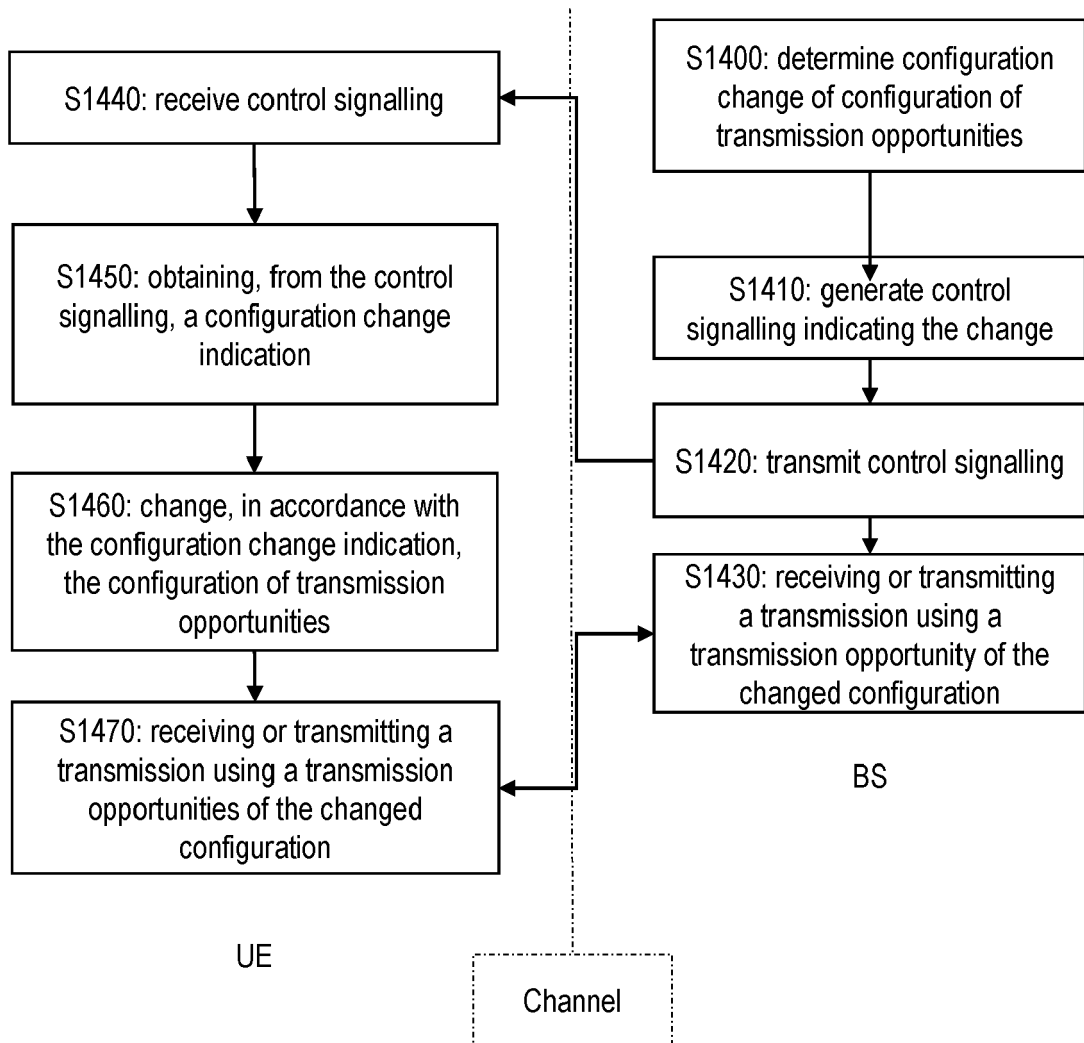 S1440: receive control signalling
S1450: obtaining, from the control
signalling, a configuration change
indication
S1460: change, in accordance with
the configuration change indication,
the configuration of transmission
opportunities
S1470: receiving or transmitting a
transmission using a transmission
opportunities of the changed
configuration
UE
S1400: determine configuration
change of configuration of
transmission opportunities
S1410: generate control
signalling indicating the change
S1420: transmit control signalling
S1430: receiving or transmitting
a transmission using a
transmission opportunity of the
changed configuration
BS
Channel